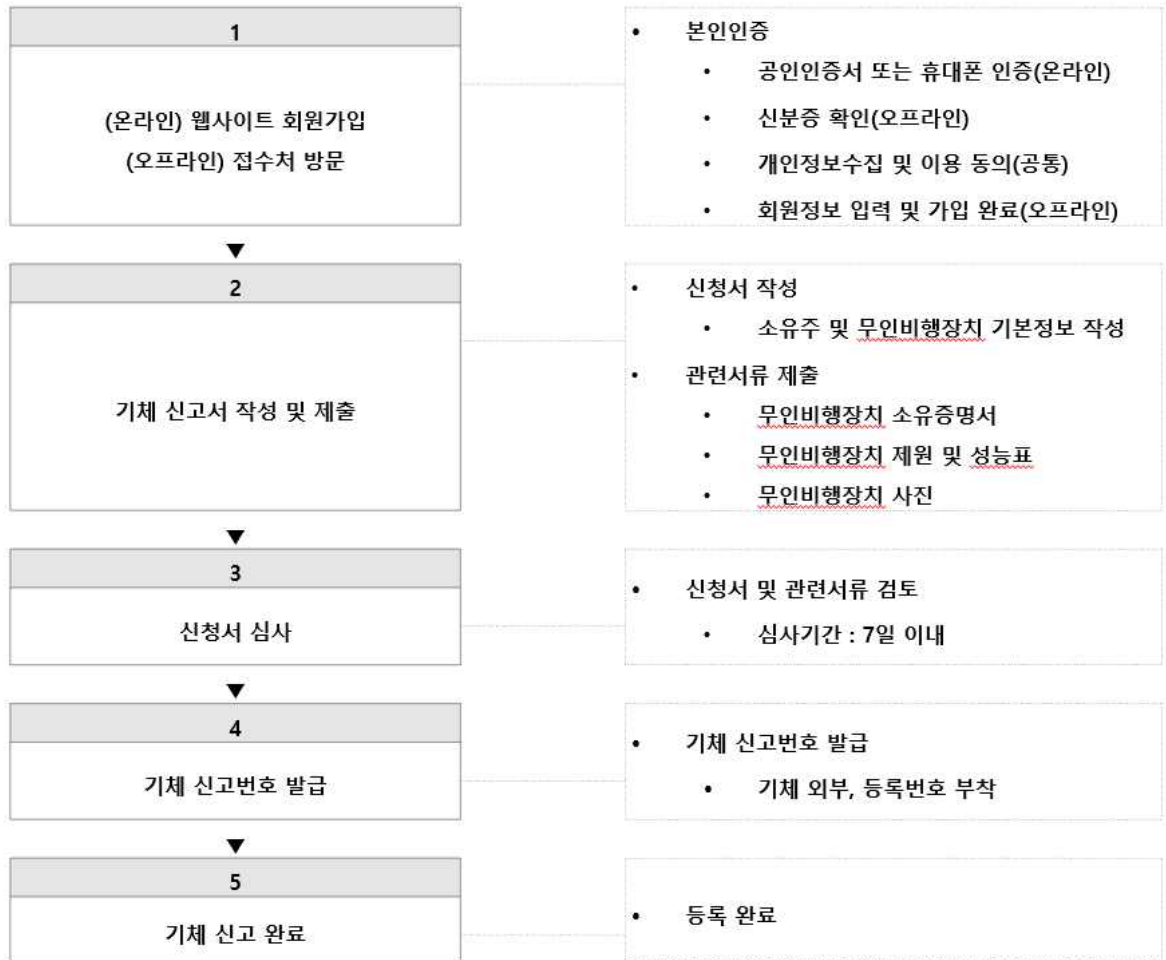 1
(온라인) 웹사이트 회원가입
(오프라인) 접수처 방문
• 본인인증
• 공인인증서 또는 휴대폰 인증(온라인)
• 신분증 확인(오프라인)
• 개인정보수집 및 이용 동의(공통)
• 회원정보 입력 및 가입 완료(오프라인)
▼
2
기체 신고서 작성 및 제출
• 신청서 작성
• 소유주 및 무인비행장치 기본정보 작성
• 관련서류 제출
• 무인비행장치 소유증명서
• 무인비행장치 제원 및 성능표
• 무인비행장치 사진
▼
3
신청서 심사
• 신청서 및 관련서류 검토
• 심사기간 : 7일 이내
▼
4
기체 신고번호 발급
• 기체 신고번호 발급
• 기체 외부, 등록번호 부착
▼
5
기체 신고 완료
• 등록 완료